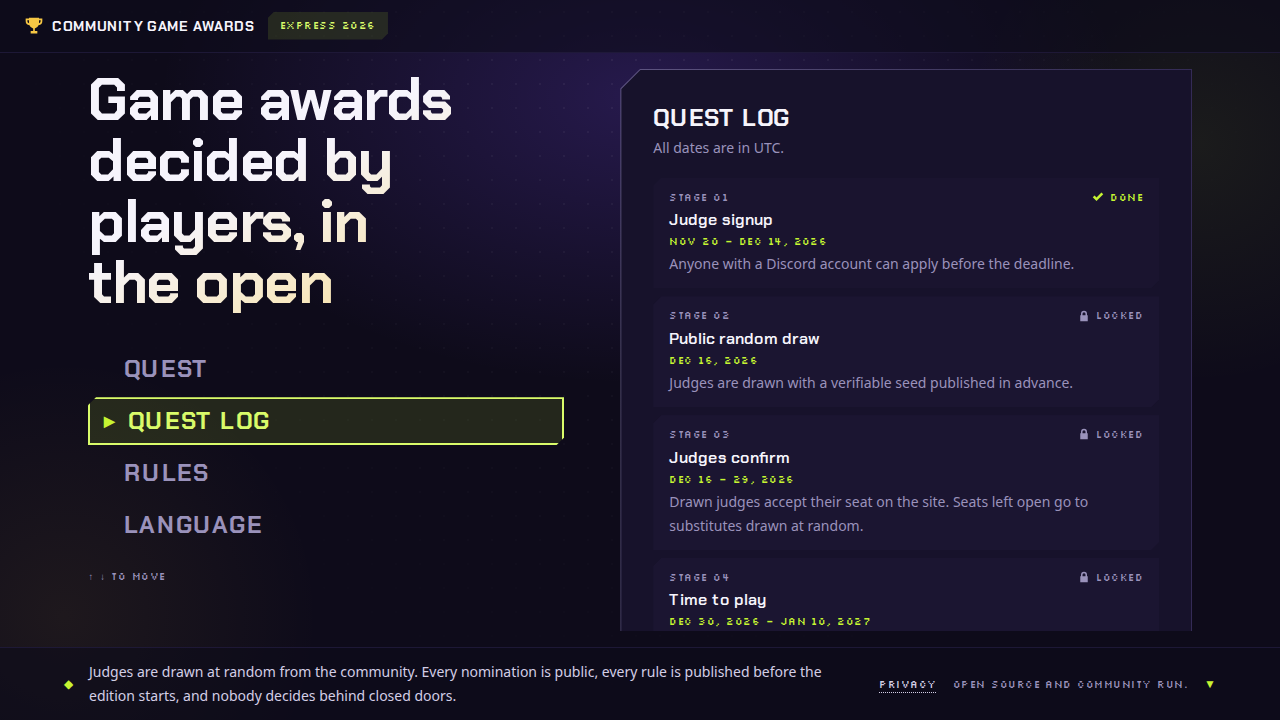 COMMUNITY GAME AWARDS
EXPRESS 2026
Game awards
decided by
players, in
the open
QUEST
▶ QUEST LOG
RULES
LANGUAGE
↑ ↓ TO MOVE
QUEST LOG
All dates are in UTC.
STAGE 01
✔ DONE
Judge signup
NOV 20 – DEC 14, 2026
Anyone with a Discord account can apply before the deadline.
STAGE 02
LOCKED
Public random draw
DEC 15, 2026
Judges are drawn with a verifiable seed published in advance.
STAGE 03
LOCKED
Judges confirm
DEC 16 – 29, 2026
Drawn judges accept their seat on the site. Seats left open go to
substitutes drawn at random.
STAGE 04
LOCKED
Time to play
DEC 30, 2026 – JAN 10, 2027
◆ Judges are drawn at random from the community. Every nomination is public, every rule is published before the
edition starts, and nobody decides behind closed doors.
PRIVACY
OPEN SOURCE AND COMMUNITY RUN. ▼